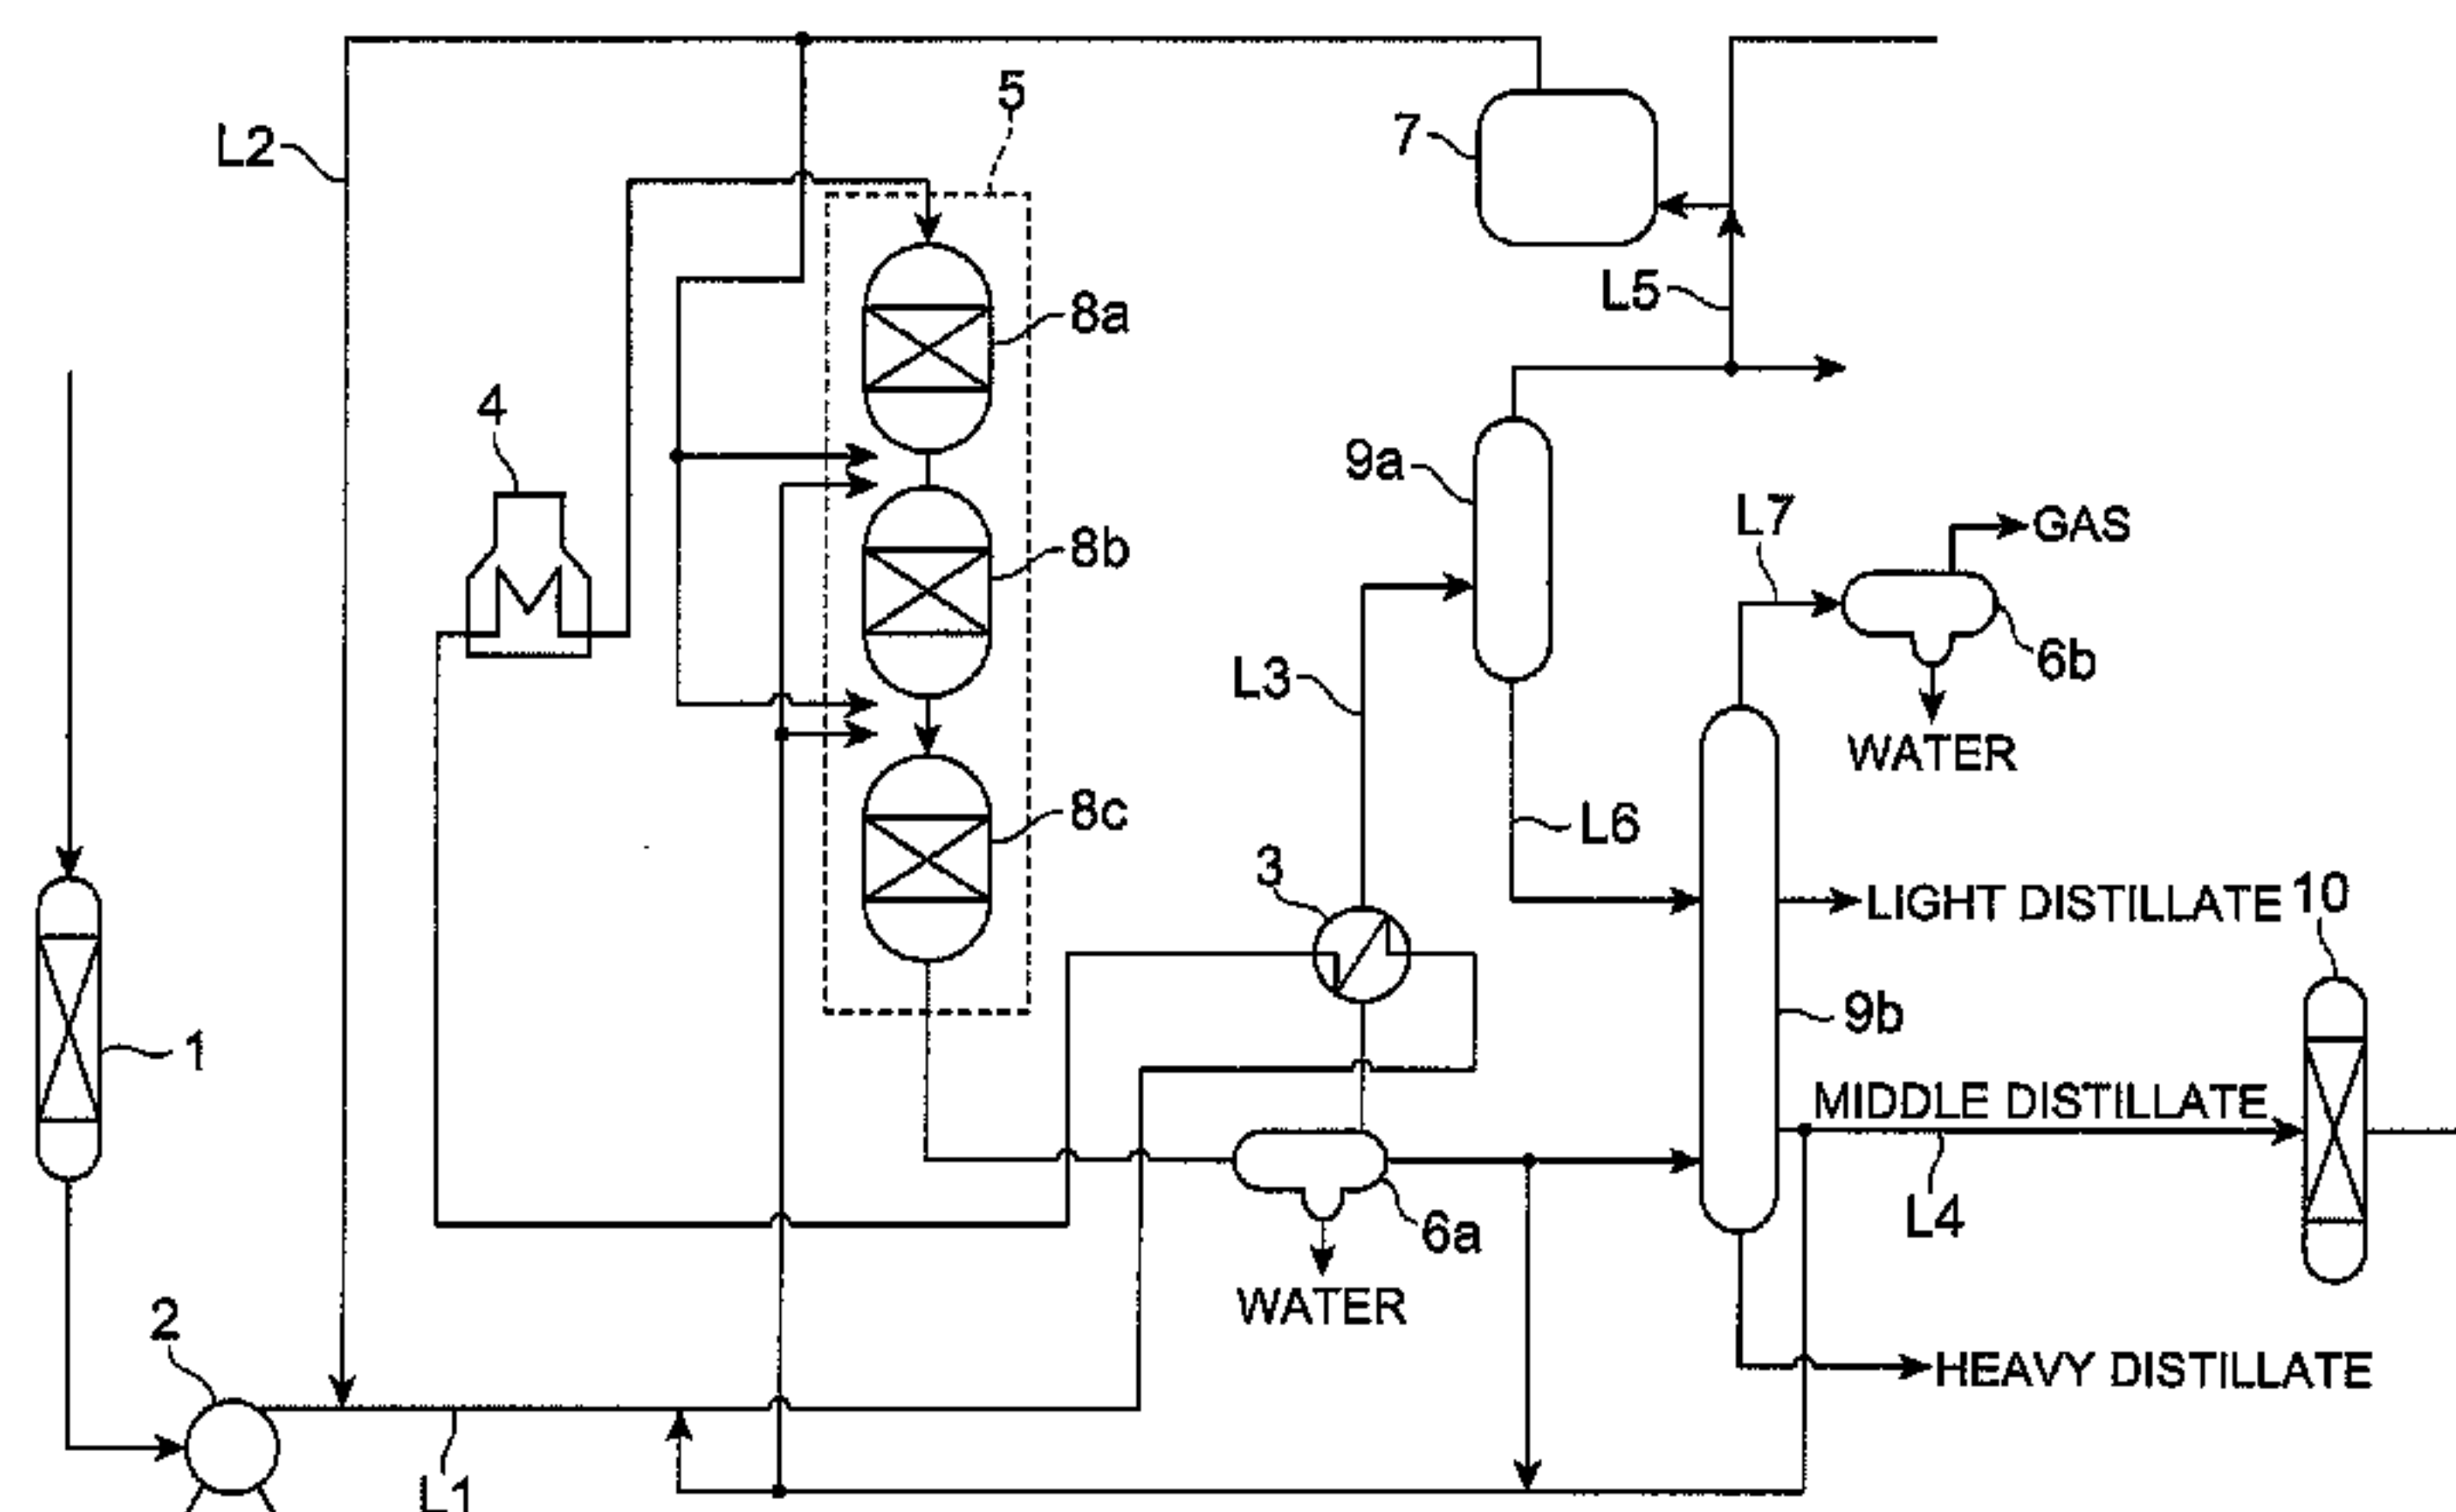 5
7
L2
L5
8a
4
9a
L7
GAS
8b
6b
L3
WATER
8c
L6
3
LIGHT DISTILLATE
10
9b
1
MIDDLE DISTILLATE
L4
6a
WATER
2
HEAVY DISTILLATE
L1